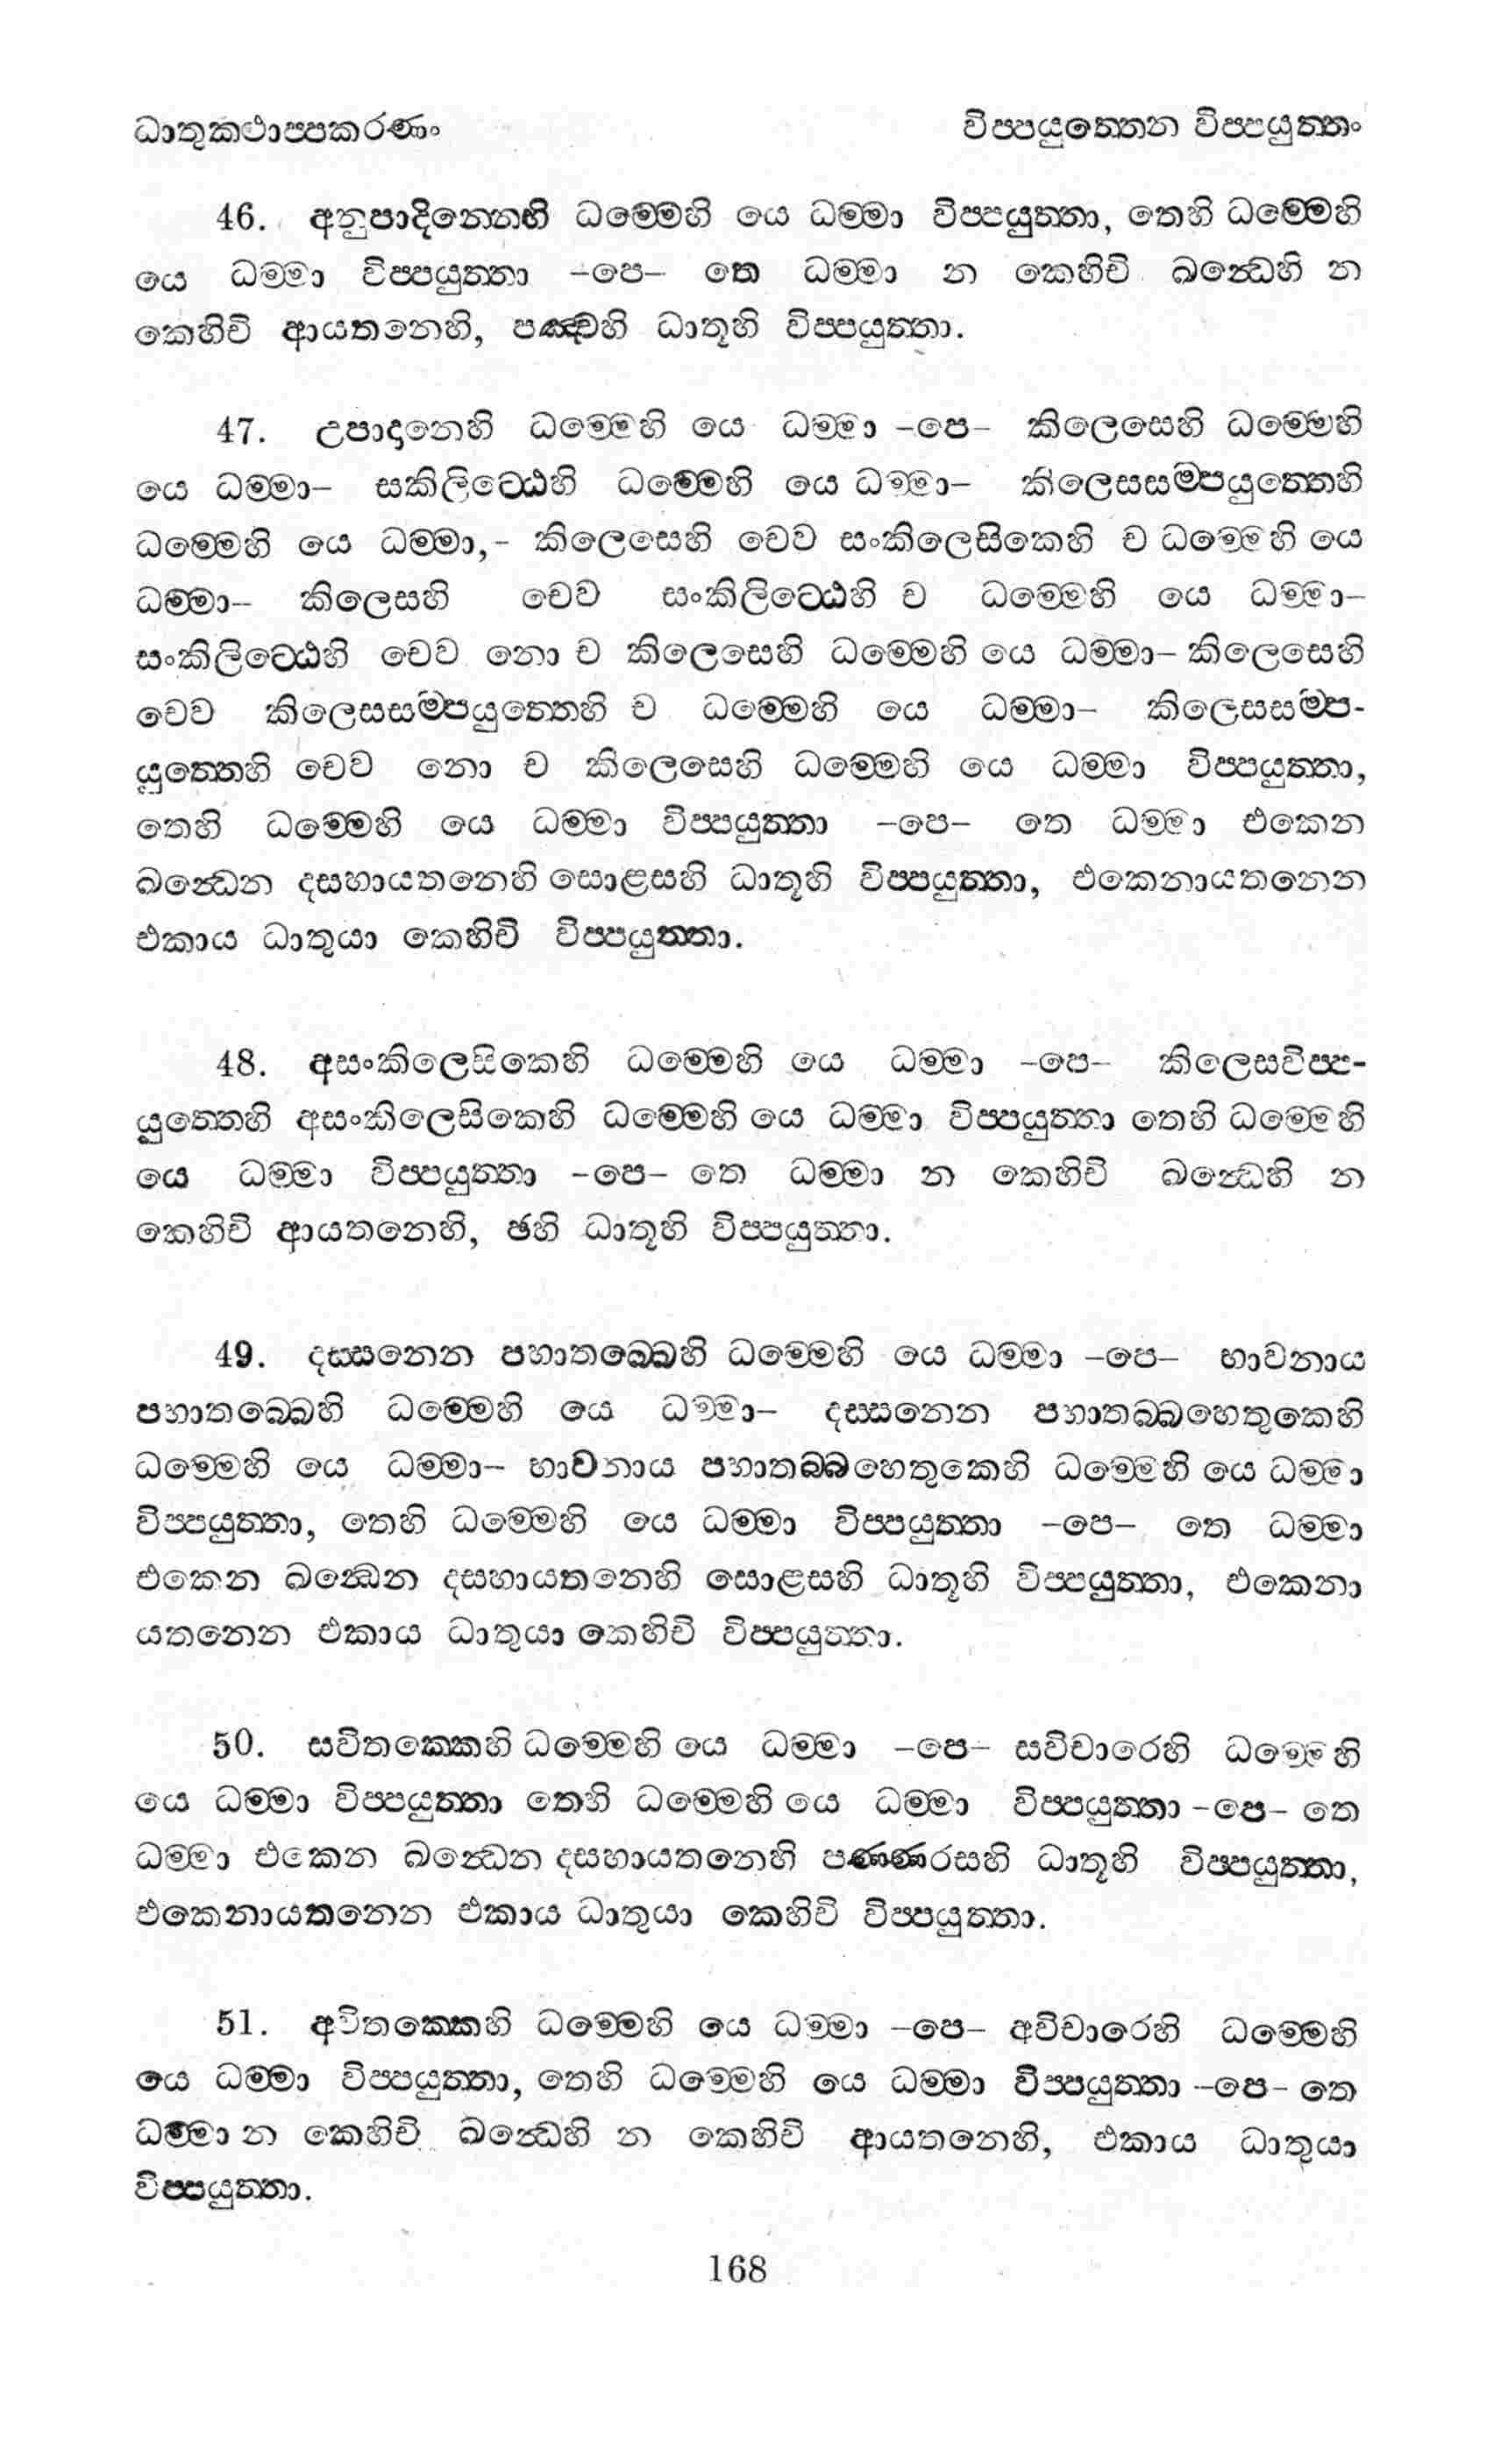 ධාතුකථාප්පකරණං විප්පයුත්තෙන විප්පයුත්තං
46. අනුපාදින්නෙභි ධම්මෙහි යෙ ධම්මා විප්පයුත්තා, තෙහි ධම්මෙහි
යෙ ධම්මා විප්පයුත්තා -පෙ- තෙ ධම්මා න කෙහිචි ඛන්ධෙහි න
කෙහිචි ආයතනෙහි, පඤ්චහි ධාතූහි විප්පයුත්තා.
47. උපාදානෙහි ධම්මෙහි යෙ ධම්මා -පෙ- කිලෙසෙහි ධම්මෙහි
යෙ ධම්මා- සකිලිට්ඨෙහි ධම්මෙහි යෙ ධම්මා- කිලෙසසම්පයුත්තෙහි
ධම්මෙහි යෙ ධම්මා,- කිලෙසෙහි චෙව සංකිලෙසිකෙහි ච ධම්මෙහි යෙ
ධම්මා- කිලෙසහි චෙව සංකිලිට්ඨෙහි ච ධම්මෙහි යෙ ධම්මා-
සංකිලිට්ඨෙහි චෙව නො ච කිලෙසෙහි ධම්මෙහි යෙ ධම්මා- කිලෙසෙහි
චෙව කිලෙසසම්පයුත්තෙහි ච ධම්මෙහි යෙ ධම්මා- කිලෙසසම්ප-
යුත්තෙහි චෙව නො ච කිලෙසෙහි ධම්මෙහි යෙ ධම්මා විප්පයුත්තා,
තෙහි ධම්මෙහි යෙ ධම්මා විප්පයුත්තා -පෙ- තෙ ධම්මා එකෙන
ඛන්ධෙන දසහායතනෙහි සොළසහි ධාතූහි විප්පයුත්තා, එකෙනායතනෙන
එකාය ධාතුයා කෙහිචි විප්පයුත්තා.
48. අසංකිලෙසිකෙහි ධම්මෙහි යෙ ධම්මා -පෙ- කිලෙසවිප්ප-
යුත්තෙහි අසංකිලෙසිකෙහි ධම්මෙහි යෙ ධම්මා විප්පයුත්තා තෙහි ධම්මෙහි
යෙ ධම්මා විප්පයුත්තා -පෙ- තෙ ධම්මා න කෙහිචි ඛන්ධෙහි න
කෙහිචි ආයතනෙහි, ඡහි ධාතූහි විප්පයුත්තා.
49. දස්සනෙන පහාතබ්බෙහි ධම්මෙහි යෙ ධම්මා -පෙ- භාවනාය
පහාතබ්බෙහි ධම්මෙහි යෙ ධම්මා- දස්සනෙන පහාතබ්බහෙතුකෙහි
ධම්මෙහි යෙ ධම්මා- භාවනාය පහාතබ්බහෙතුකෙහි ධම්මෙහි යෙ ධම්මා
විප්පයුත්තා, තෙහි ධම්මෙහි යෙ ධම්මා විප්පයුත්තා -පෙ- තෙ ධම්මා
එකෙන ඛන්ධෙන දසහායතනෙහි සොළසහි ධාතූහි විප්පයුත්තා, එකෙනා
යතනෙන එකාය ධාතුයා කෙහිචි විප්පයුත්තා.
50. සවිතක්කෙහි ධම්මෙහි යෙ ධම්මා -පෙ- සවිචාරෙහි ධම්මෙහි
යෙ ධම්මා විප්පයුත්තා තෙහි ධම්මෙහි යෙ ධම්මා විප්පයුත්තා -පෙ- තෙ
ධම්මා එකෙන ඛන්ධෙන දසහායතනෙහි පණ්ණරසහි ධාතූහි විප්පයුත්තා,
එකෙනායතනෙන එකාය ධාතුයා කෙහිචි විප්පයුත්තා.
51. අවිතක්කෙහි ධම්මෙහි යෙ ධම්මා -පෙ- අවිචාරෙහි ධම්මෙහි
යෙ ධම්මා විප්පයුත්තා, තෙහි ධම්මෙහි යෙ ධම්මා විප්පයුත්තා -පෙ- තෙ
ධම්මා න කෙහිචි ඛන්ධෙහි න කෙහිචි ආයතනෙහි, එකාය ධාතුයා
විප්පයුත්තා.
168